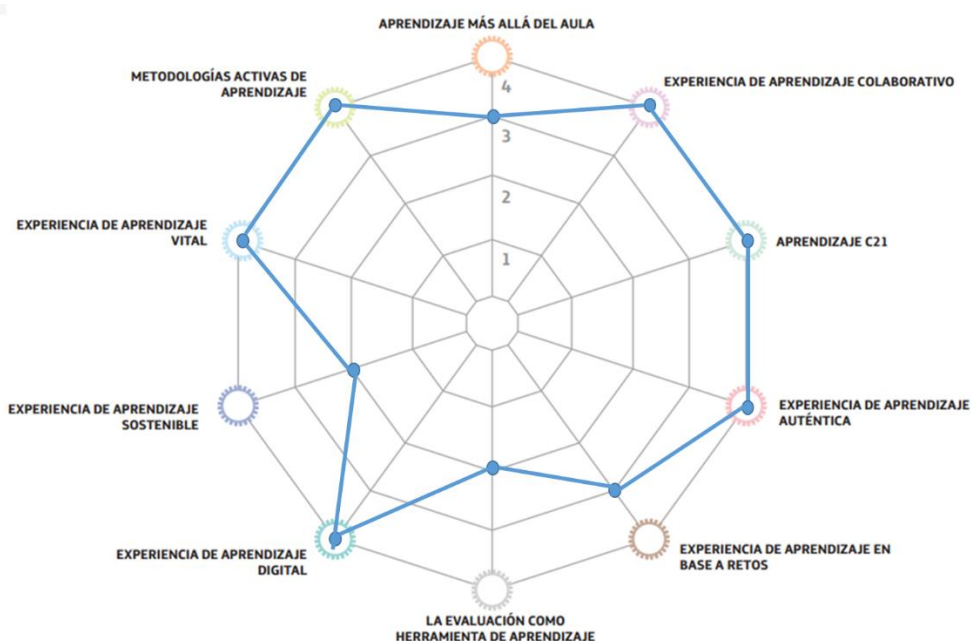 APRENDIZAJE MÁS ALLÁ DEL AULA
METODOLOGÍAS ACTIVAS DE
APRENDIZAJE
EXPERIENCIA DE APRENDIZAJE COLABORATIVO
4
3
2
1
EXPERIENCIA DE APRENDIZAJE
VITAL
APRENDIZAJE C21
EXPERIENCIA DE APRENDIZAJE
SOSTENIBLE
EXPERIENCIA DE APRENDIZAJE
AUTÉNTICA
EXPERIENCIA DE APRENDIZAJE
DIGITAL
EXPERIENCIA DE APRENDIZAJE EN
BASE A RETOS
LA EVALUACIÓN COMO
HERRAMIENTA DE APRENDIZAJE